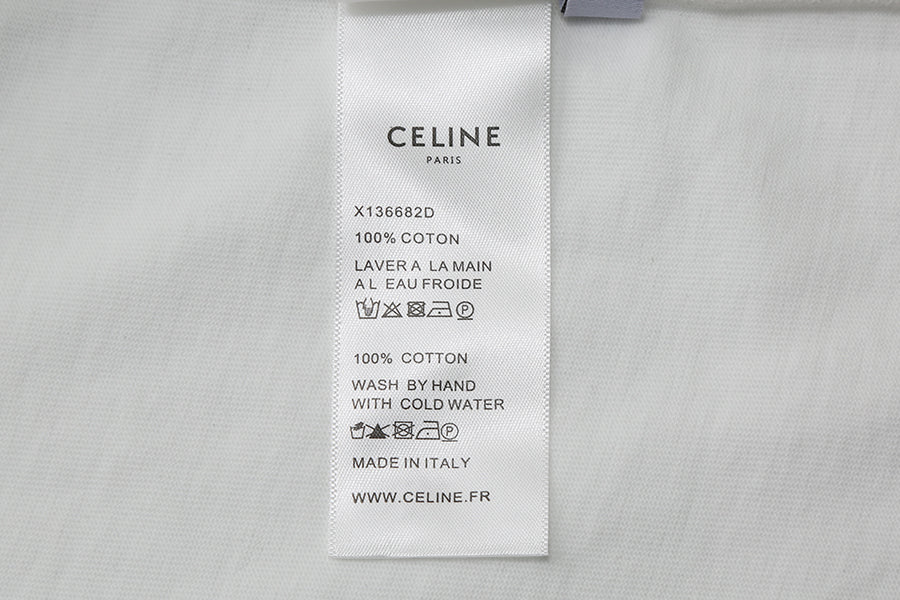 CELINE
PARIS
X136682D
100% COTON
LAVER A LA MAIN
A L EAU FROIDE
P
100% COTTON
WASH BY HAND
WITH COLD WATER
P
MADE IN ITALY
WWW.CELINE.FR